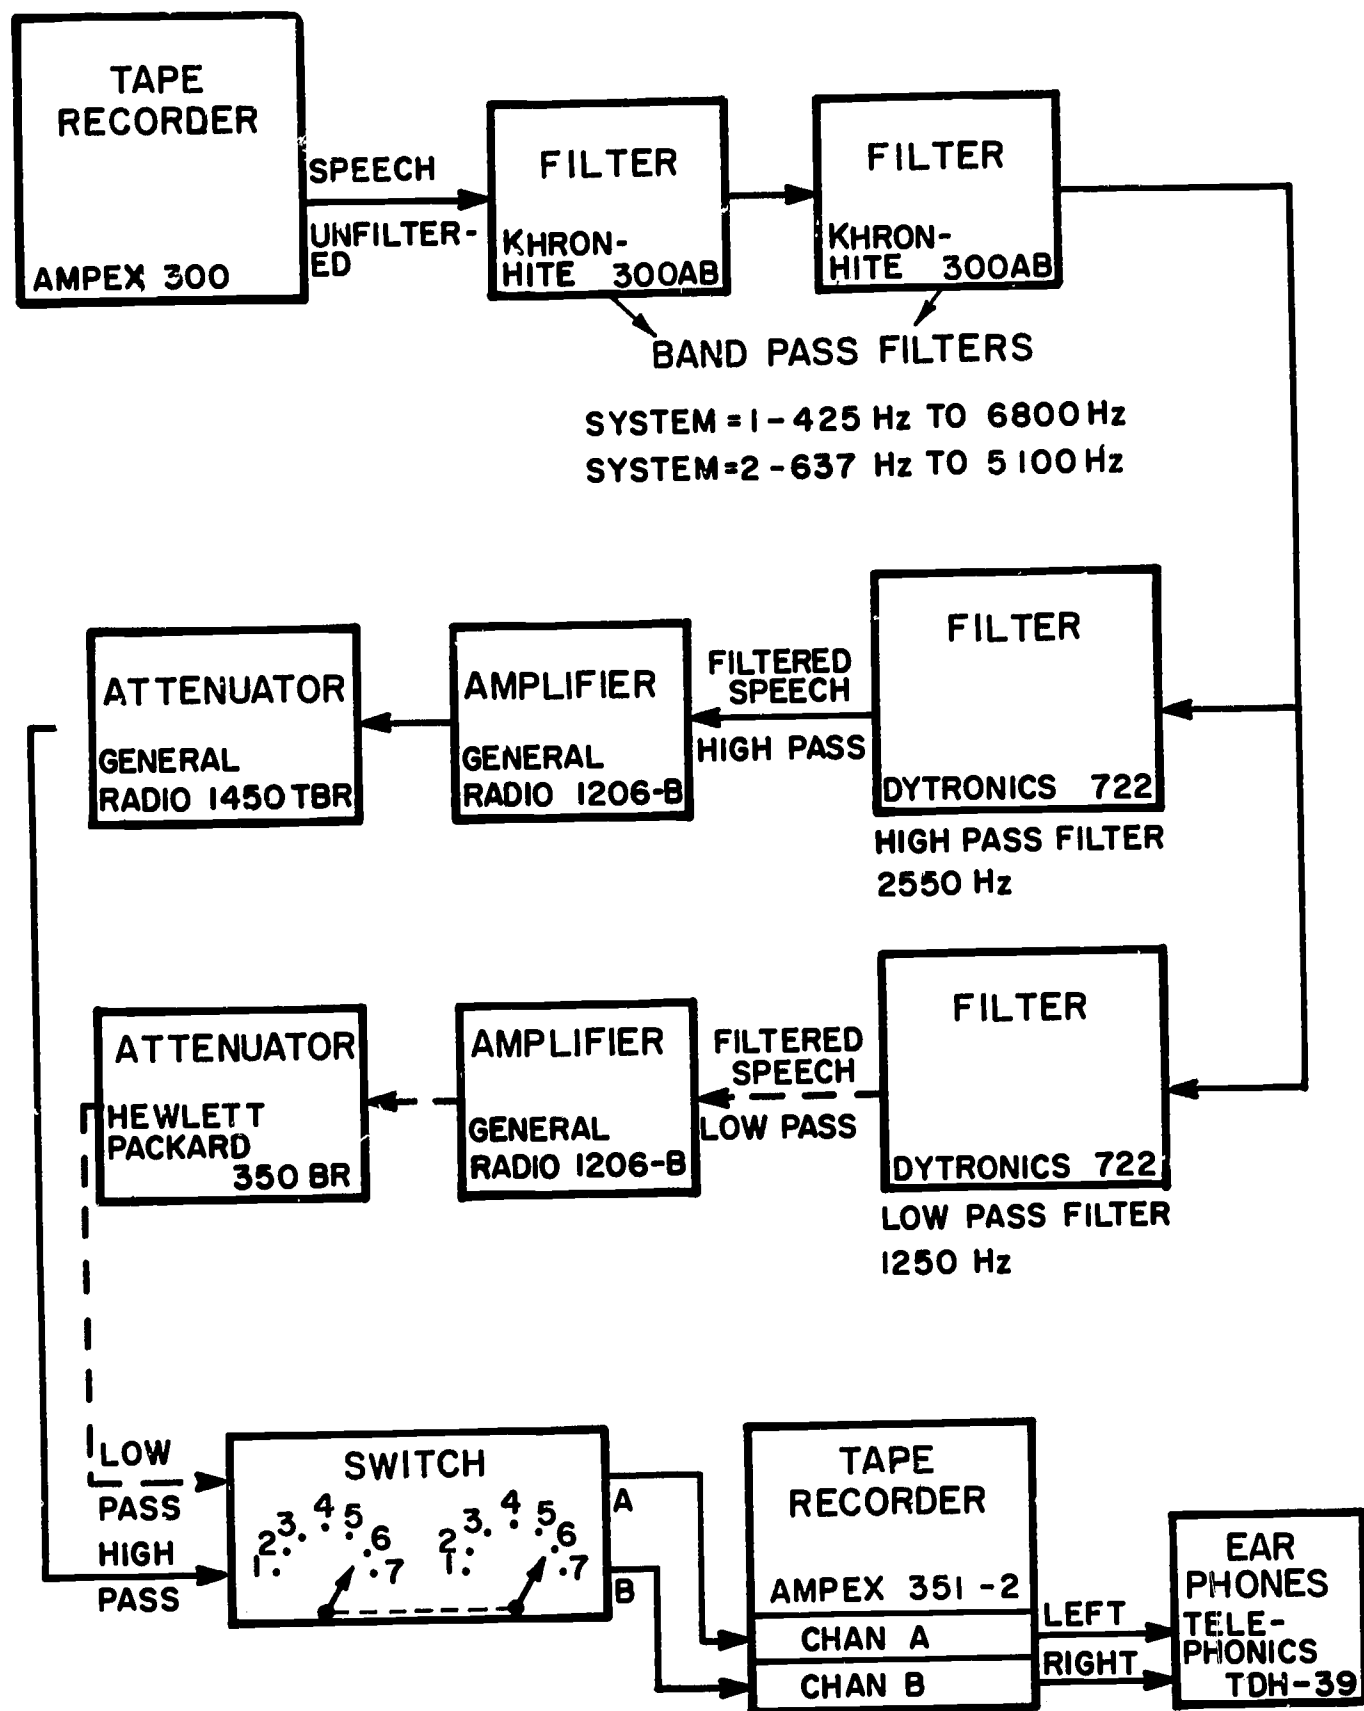 TAPE
RECORDER
AMPEX 300
SPEECH
UNFILTER-
ED
FILTER
KHRON-
HITE 300AB
FILTER
KHRON-
HITE 300AB
BAND PASS FILTERS
SYSTEM = 1 - 425 Hz TO 6800 Hz
SYSTEM = 2 - 637 Hz TO 5100 Hz
ATTENUATOR
GENERAL
RADIO 1450 TBR
AMPLIFIER
GENERAL
RADIO 1206-B
FILTERED
SPEECH
HIGH PASS
FILTER
DYTRONICS 722
HIGH PASS FILTER
2550 Hz
ATTENUATOR
HEWLETT
PACKARD
350 BR
AMPLIFIER
GENERAL
RADIO 1206-B
FILTERED
SPEECH
LOW PASS
FILTER
DYTRONICS 722
LOW PASS FILTER
1250 Hz
LOW
PASS
HIGH
PASS
SWITCH
1 2 3 4 5 6 7
1 2 3 4 5 6 7
A
B
TAPE
RECORDER
AMPEX 351-2
CHAN A
CHAN B
LEFT
RIGHT
EAR
PHONES
TELE-
PHONICS
TDH-39